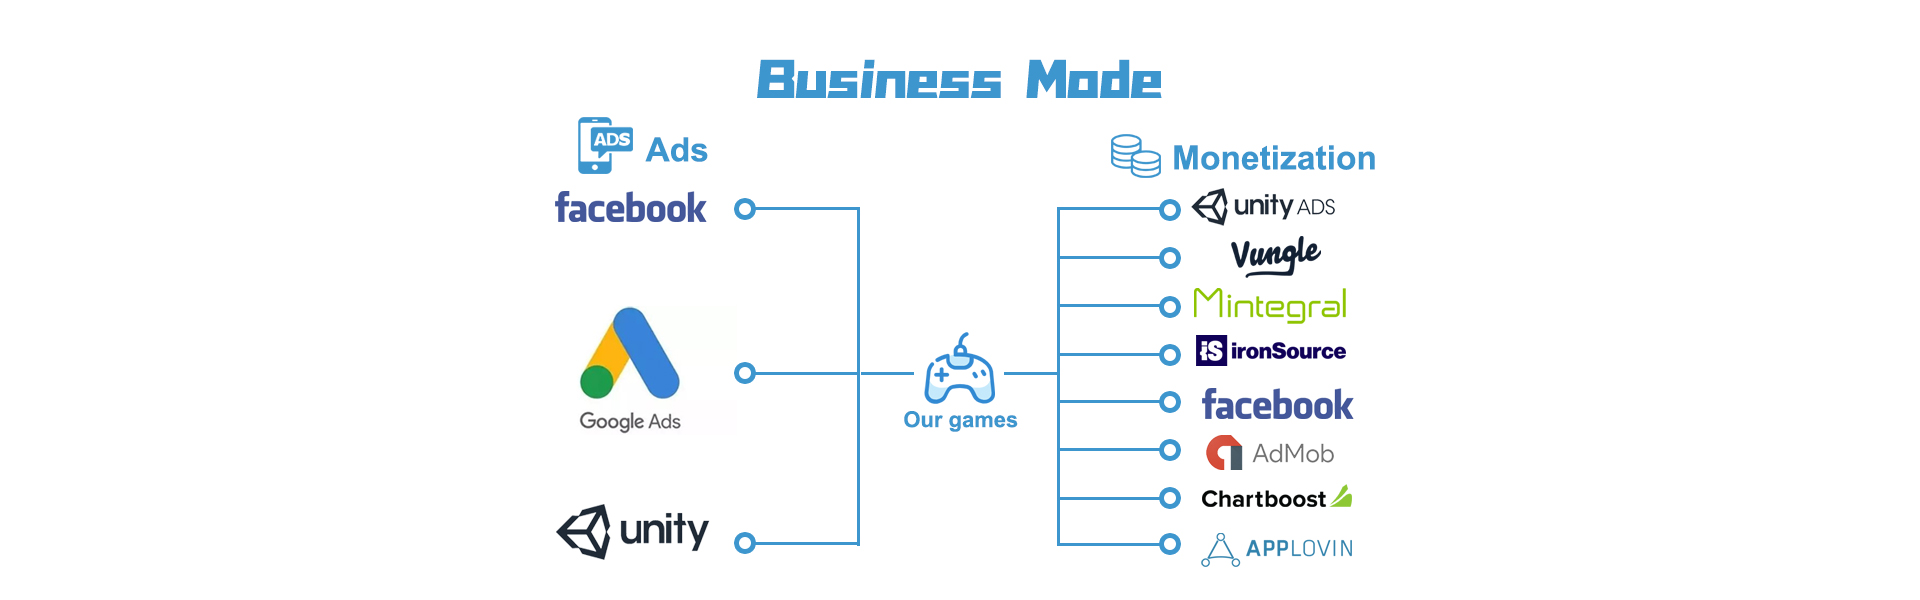 Business Mode
ADS
Ads
facebook
Google Ads
unity
Our games
Monetization
unity ADS
Vungle
Mintegral
iS ironSource
facebook
AdMob
Chartboost
APPLOVIN